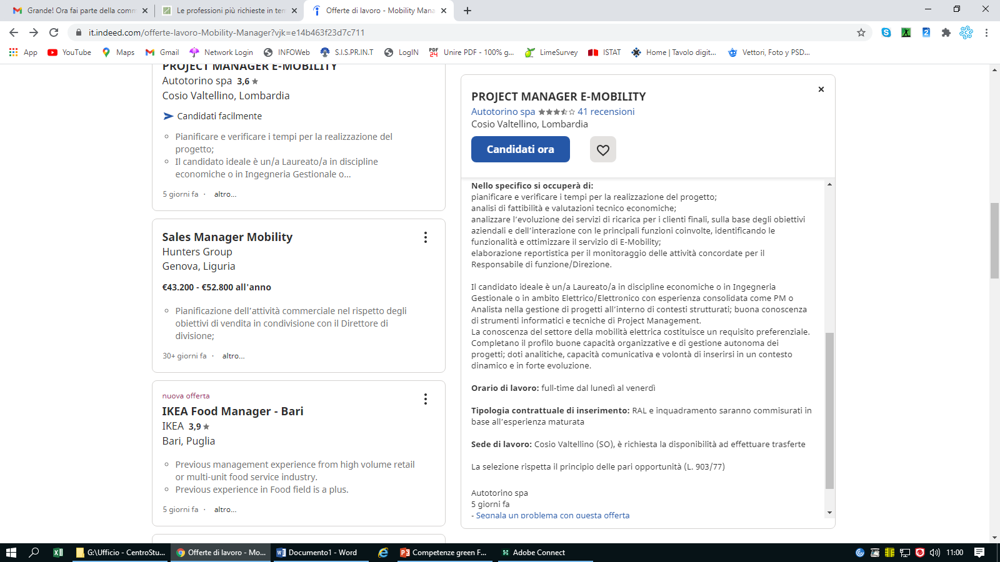 Grande! Ora fai parte della comm
Le professioni più richieste in ten
Offerte di lavoro - Mobility Mana
it.indeed.com/offerte-lavoro-Mobility-Manager?vjk=e14b463f23d7c711
App
YouTube
Maps
Gmail
Network Login
INFOWeb
S.I.S.PR.IN.T
LogIN
Unire PDF - 100% g...
LimeSurvey
ISTAT
Home | Tavolo digit...
Vettori, Foto y PSD...
PROJECT MANAGER E-MOBILITY
Autotorino spa 3,6
Cosio Valtellino, Lombardia
Candidati facilmente
Pianificare e verificare i tempi per la realizzazione del
progetto;
Il candidato ideale è un/a Laureato/a in discipline
economiche o in Ingegneria Gestionale o...
5 giorni fa · altro...
Sales Manager Mobility
Hunters Group
Genova, Liguria
€43.200 - €52.800 all'anno
Pianificazione dell'attività commerciale nel rispetto degli
obiettivi di vendita in condivisione con il Direttore di
divisione;
30+ giorni fa · altro...
nuova offerta
IKEA Food Manager - Bari
IKEA 3,9
Bari, Puglia
Previous management experience from high volume retail
or multi-unit food service industry.
Previous experience in Food field is a plus.
5 giorni fa · altro...
PROJECT MANAGER E-MOBILITY
Autotorino spa 41 recensioni
Cosio Valtellino, Lombardia
Candidati ora
Nello specifico si occuperà di:
pianificare e verificare i tempi per la realizzazione del progetto;
analisi di fattibilità e valutazioni tecnico economiche;
analizzare l'evoluzione dei servizi di ricarica per i clienti finali, sulla base degli obiettivi
aziendali e dell'interazione con le principali funzioni coinvolte, identificando le
funzionalità e ottimizzare il servizio di E-Mobility;
elaborazione reportistica per il monitoraggio delle attività concordate per il
Responsabile di funzione/Direzione.
Il candidato ideale è un/a Laureato/a in discipline economiche o in Ingegneria
Gestionale o in ambito Elettrico/Elettronico con esperienza consolidata come PM o
Analista nella gestione di progetti all'interno di contesti strutturati; buona conoscenza
di strumenti informatici e tecniche di Project Management.
La conoscenza del settore della mobilità elettrica costituisce un requisito preferenziale.
Completano il profilo buone capacità organizzative e di gestione autonoma dei
progetti; doti analitiche, capacità comunicativa e volontà di inserirsi in un contesto
dinamico e in forte evoluzione.
Orario di lavoro: full-time dal lunedì al venerdì
Tipologia contrattuale di inserimento: RAL e inquadramento saranno commisurati in
base all'esperienza maturata
Sede di lavoro: Cosio Valtellino (SO), è richiesta la disponibilità ad effettuare trasferte
La selezione rispetta il principio delle pari opportunità (L. 903/77)
Autotorino spa
5 giorni fa
- Segnala un problema con questa offerta
G:\Ufficio - CentroStu...
Offerte di lavoro - Mo...
Documento1 - Word
Competenze green F...
Adobe Connect
11:00